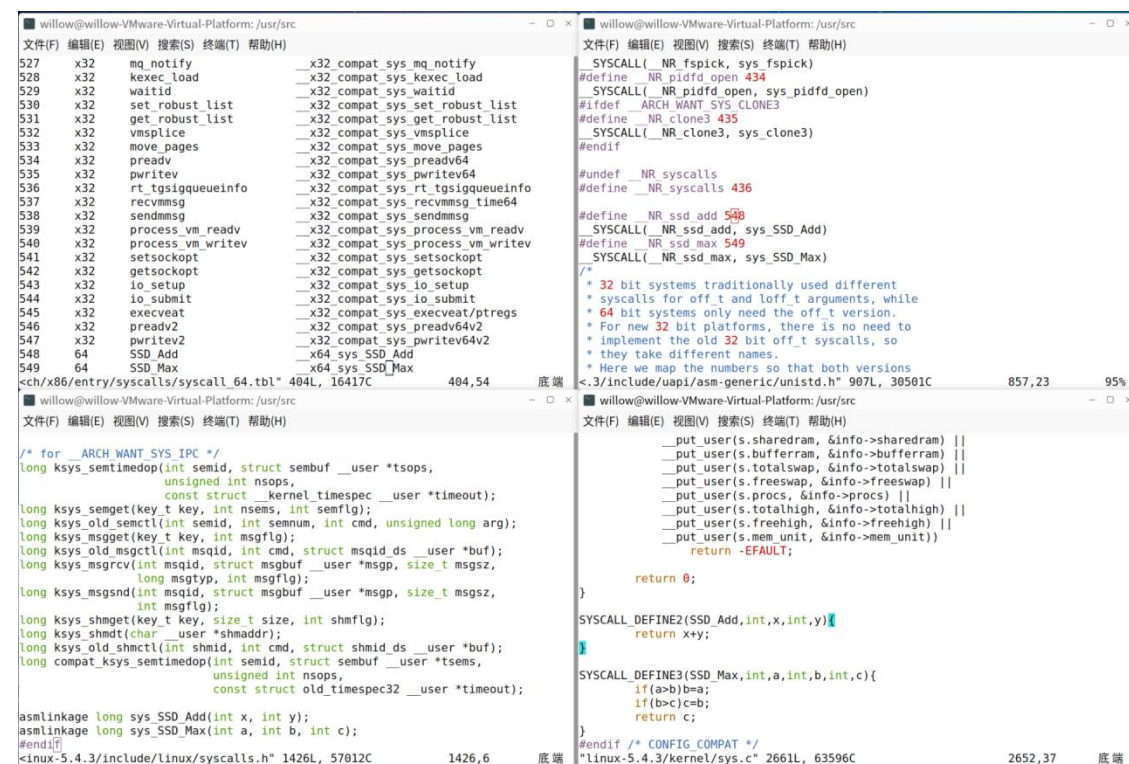 willow@willow-VMware-Virtual-Platform: /usr/src
文件(F) 编辑(E) 视图(V) 搜索(S) 终端(T) 帮助(H)
527 x32 mq_notify __x32_compat_sys_mq_notify
528 x32 kexec_load __x32_compat_sys_kexec_load
529 x32 waitid __x32_compat_sys_waitid
530 x32 set_robust_list __x32_compat_sys_set_robust_list
531 x32 get_robust_list __x32_compat_sys_get_robust_list
532 x32 vmsplice __x32_compat_sys_vmsplice
533 x32 move_pages __x32_compat_sys_move_pages
534 x32 preadv __x32_compat_sys_preadv64
535 x32 pwritev __x32_compat_sys_pwritev64
536 x32 rt_tgsigqueueinfo __x32_compat_sys_rt_tgsigqueueinfo
537 x32 recvmmsg __x32_compat_sys_recvmmsg_time64
538 x32 sendmmsg __x32_compat_sys_sendmmsg
539 x32 process_vm_readv __x32_compat_sys_process_vm_readv
540 x32 process_vm_writev __x32_compat_sys_process_vm_writev
541 x32 setsockopt __x32_compat_sys_setsockopt
542 x32 getsockopt __x32_compat_sys_getsockopt
543 x32 io_setup __x32_compat_sys_io_setup
544 x32 io_submit __x32_compat_sys_io_submit
545 x32 execveat __x32_compat_sys_execveat/ptregs
546 x32 preadv2 __x32_compat_sys_preadv64v2
547 x32 pwritev2 __x32_compat_sys_pwritev64v2
548 64 SSD_Add __x64_sys_SSD_Add
549 64 SSD_Max __x64_sys_SSD_Max
<ch/x86/entry/syscalls/syscall_64.tbl" 404L, 16417C 404,54 底端
willow@willow-VMware-Virtual-Platform: /usr/src
文件(F) 编辑(E) 视图(V) 搜索(S) 终端(T) 帮助(H)
__SYSCALL(__NR_fspick, sys_fspick)
#define __NR_pidfd_open 434
__SYSCALL(__NR_pidfd_open, sys_pidfd_open)
#ifdef __ARCH_WANT_SYS_CLONE3
#define __NR_clone3 435
__SYSCALL(__NR_clone3, sys_clone3)
#endif
#undef __NR_syscalls
#define __NR_syscalls 436
#define __NR_ssd_add 548
__SYSCALL(__NR_ssd_add, sys_SSD_Add)
#define __NR_ssd_max 549
__SYSCALL(__NR_ssd_max, sys_SSD_Max)
/*
* 32 bit systems traditionally used different
* syscalls for off_t and loff_t arguments, while
* 64 bit systems only need the off_t version.
* For new 32 bit platforms, there is no need to
* implement the old 32 bit off_t syscalls, so
* they take different names.
* Here we map the numbers so that both versions
<.3/include/uapi/asm-generic/unistd.h" 907L, 30501C 857,23 95%
willow@willow-VMware-Virtual-Platform: /usr/src
文件(F) 编辑(E) 视图(V) 搜索(S) 终端(T) 帮助(H)
/* for __ARCH_WANT_SYS_IPC */
long ksys_semtimedop(int semid, struct sembuf __user *tsops,
unsigned int nsops,
const struct __kernel_timespec __user *timeout);
long ksys_semget(key_t key, int nsems, int semflg);
long ksys_old_semctl(int semid, int semnum, int cmd, unsigned long arg);
long ksys_msgget(key_t key, int msgflg);
long ksys_old_msgctl(int msqid, int cmd, struct msqid_ds __user *buf);
long ksys_msgrcv(int msqid, struct msgbuf __user *msgp, size_t msgsz,
long msgtyp, int msgflg);
long ksys_msgsnd(int msqid, struct msgbuf __user *msgp, size_t msgsz,
int msgflg);
long ksys_shmget(key_t key, size_t size, int shmflg);
long ksys_shmdt(char __user *shmaddr);
long ksys_old_shmctl(int shmid, int cmd, struct shmid_ds __user *buf);
long compat_ksys_semtimedop(int semid, struct sembuf __user *tsems,
unsigned int nsops,
const struct old_timespec32 __user *timeout);
asmlinkage long sys_SSD_Add(int x, int y);
asmlinkage long sys_SSD_Max(int a, int b, int c);
#endif
<inux-5.4.3/include/linux/syscalls.h" 1426L, 57012C 1426,6 底端
willow@willow-VMware-Virtual-Platform: /usr/src
文件(F) 编辑(E) 视图(V) 搜索(S) 终端(T) 帮助(H)
__put_user(s.sharedram, &info->sharedram) ||
__put_user(s.bufferram, &info->bufferram) ||
__put_user(s.totalswap, &info->totalswap) ||
__put_user(s.freeswap, &info->freeswap) ||
__put_user(s.procs, &info->procs) ||
__put_user(s.totalhigh, &info->totalhigh) ||
__put_user(s.freehigh, &info->freehigh) ||
__put_user(s.mem_unit, &info->mem_unit))
return -EFAULT;
return 0;
}
SYSCALL_DEFINE2(SSD_Add,int,x,int,y){
return x+y;
}
SYSCALL_DEFINE3(SSD_Max,int,a,int,b,int,c){
if(a>b)b=a;
if(b>c)c=b;
return c;
}
#endif /* CONFIG_COMPAT */
"linux-5.4.3/kernel/sys.c" 2661L, 63596C 2652,37 底端